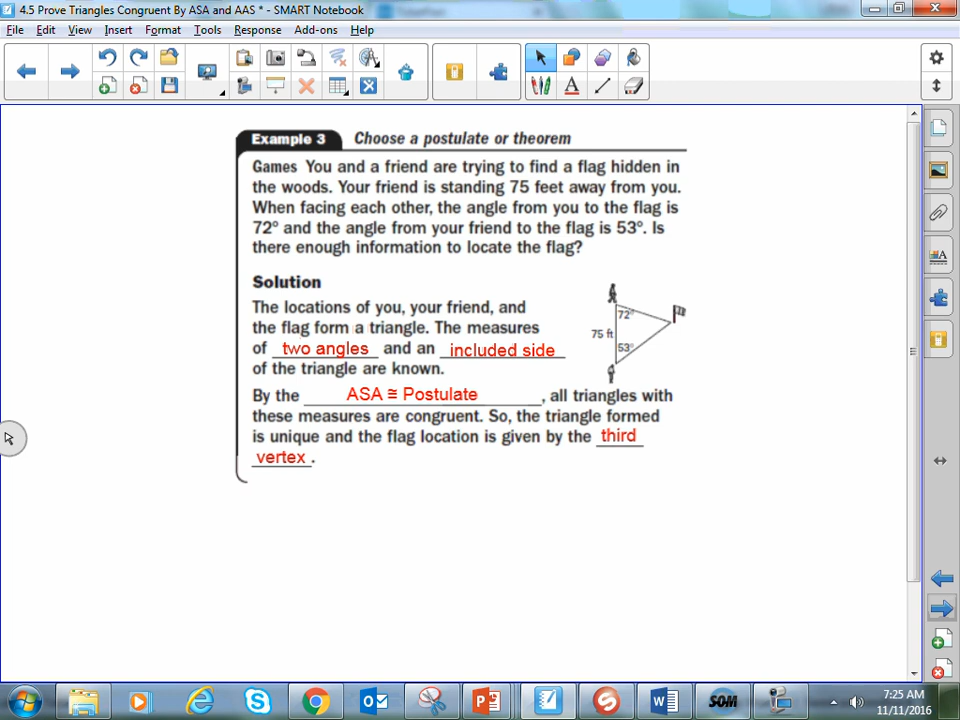 4.5 Prove Triangles Congruent By ASA and AAS * - SMART Notebook
File Edit View Insert Format Tools Response Add-ons Help
Example 3 Choose a postulate or theorem
Games You and a friend are trying to find a flag hidden in
the woods. Your friend is standing 75 feet away from you.
When facing each other, the angle from you to the flag is
72° and the angle from your friend to the flag is 53°. Is
there enough information to locate the flag?
Solution
The locations of you, your friend, and
the flag form a triangle. The measures
of two angles and an included side
of the triangle are known.
72°
75 ft
53°
By the ASA ≅ Postulate, all triangles with
these measures are congruent. So, the triangle formed
is unique and the flag location is given by the third
vertex.
SOM
7:25 AM
11/11/2016